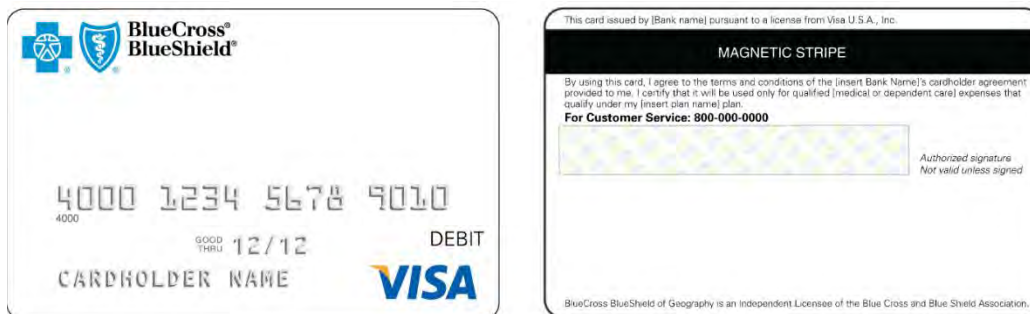 BlueCross®
BlueShield®
4000 1234 5678 9010
4000
GOOD
THRU 12/12
DEBIT
CARDHOLDER NAME
VISA
This card issued by [Bank name] pursuant to a license from Visa U.S.A., Inc.
MAGNETIC STRIPE
By using this card, I agree to the terms and conditions of the [insert Bank Name]'s cardholder agreement
provided to me. I certify that it will be used only for qualified [medical or dependent care] expenses that
qualify under my [insert plan name] plan.
For Customer Service: 800-000-0000
Authorized signature
Not valid unless signed
BlueCross BlueShield of Geography is an Independent Licensee of the Blue Cross and Blue Shield Association.